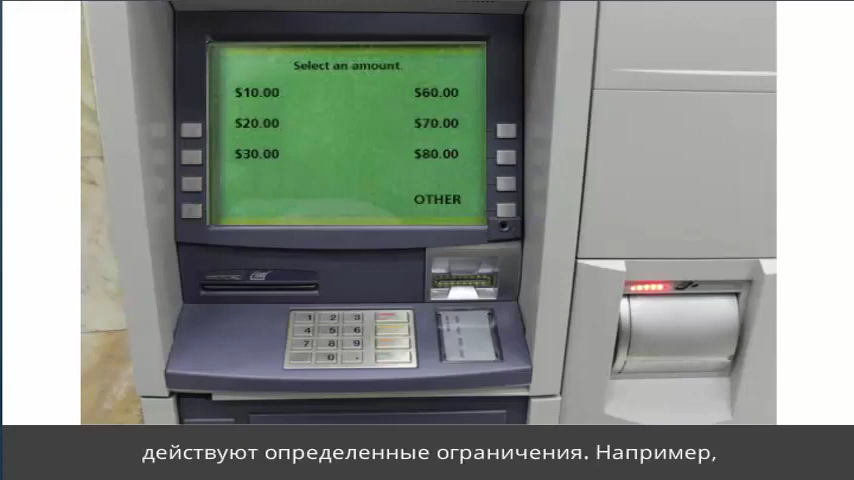 Select an amount.
$10.00 $60.00
$20.00 $70.00
$30.00 $80.00
OTHER
1 2 3
4 5 6
7 8 9
0 .
действуют определенные ограничения. Например,